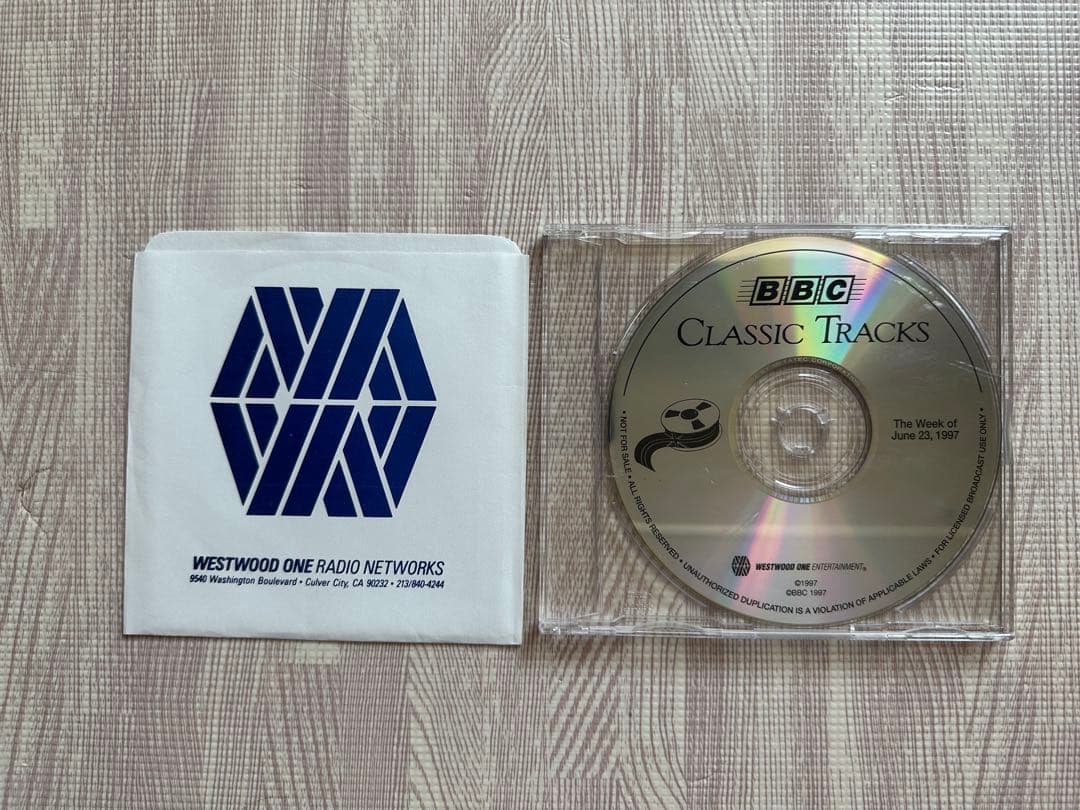 WESTWOOD ONE RADIO NETWORKS
9540 Washington Boulevard • Culver City, CA 90232 • 213/840-4244
BBC
CLASSIC TRACKS
The Week of
June 23, 1997
• NOT FOR SALE • ALL RIGHTS RESERVED • UNAUTHORIZED DUPLICATION IS A VIOLATION OF APPLICABLE LAWS • FOR LICENSED BROADCAST USE ONLY •
WESTWOOD ONE ENTERTAINMENT®
©1997
©BBC 1997